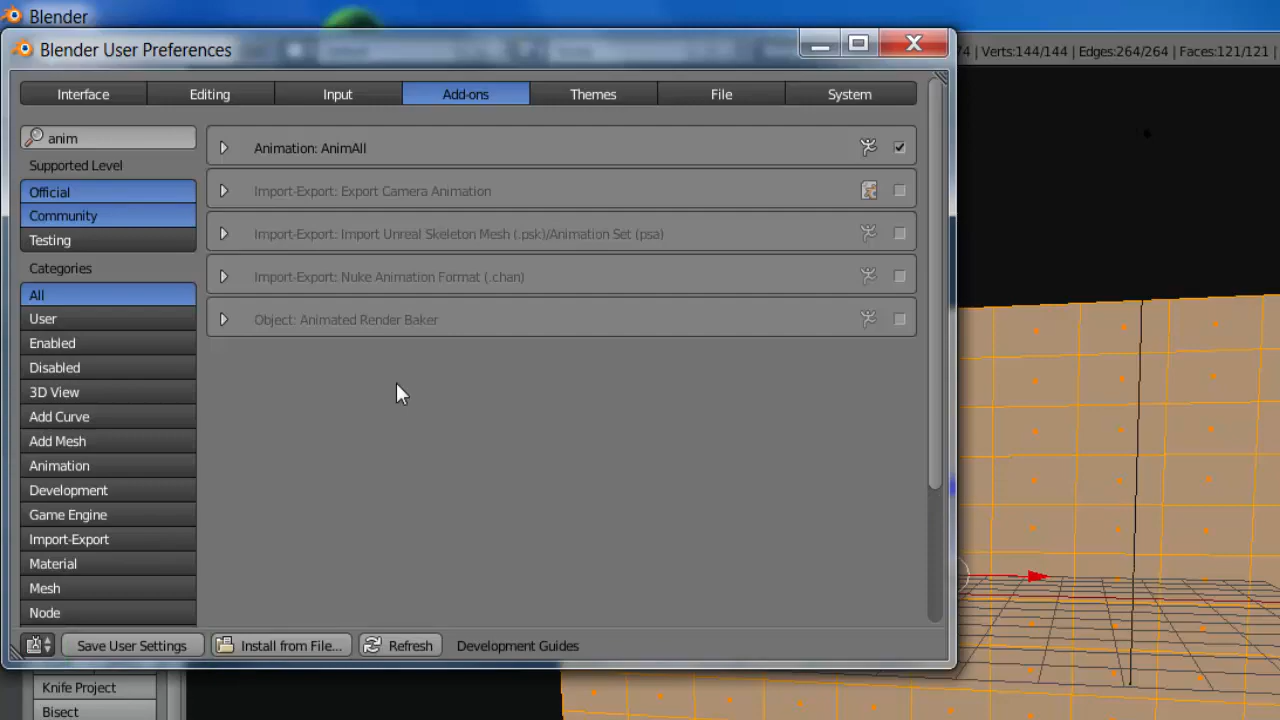 Blender
Blender User Preferences
74 | Verts:144/144 | Edges:264/264 | Faces:121/121 |
Interface
Editing
Input
Add-ons
Themes
File
System
anim
Supported Level
Official
Community
Testing
Categories
All
User
Enabled
Disabled
3D View
Add Curve
Add Mesh
Animation
Development
Game Engine
Import-Export
Material
Mesh
Node
Animation: AnimAll
Import-Export: Export Camera Animation
Import-Export: Import Unreal Skeleton Mesh (.psk)/Animation Set (psa)
Import-Export: Nuke Animation Format (.chan)
Object: Animated Render Baker
Save User Settings
Install from File...
Refresh
Development Guides
Knife Project
Bisect